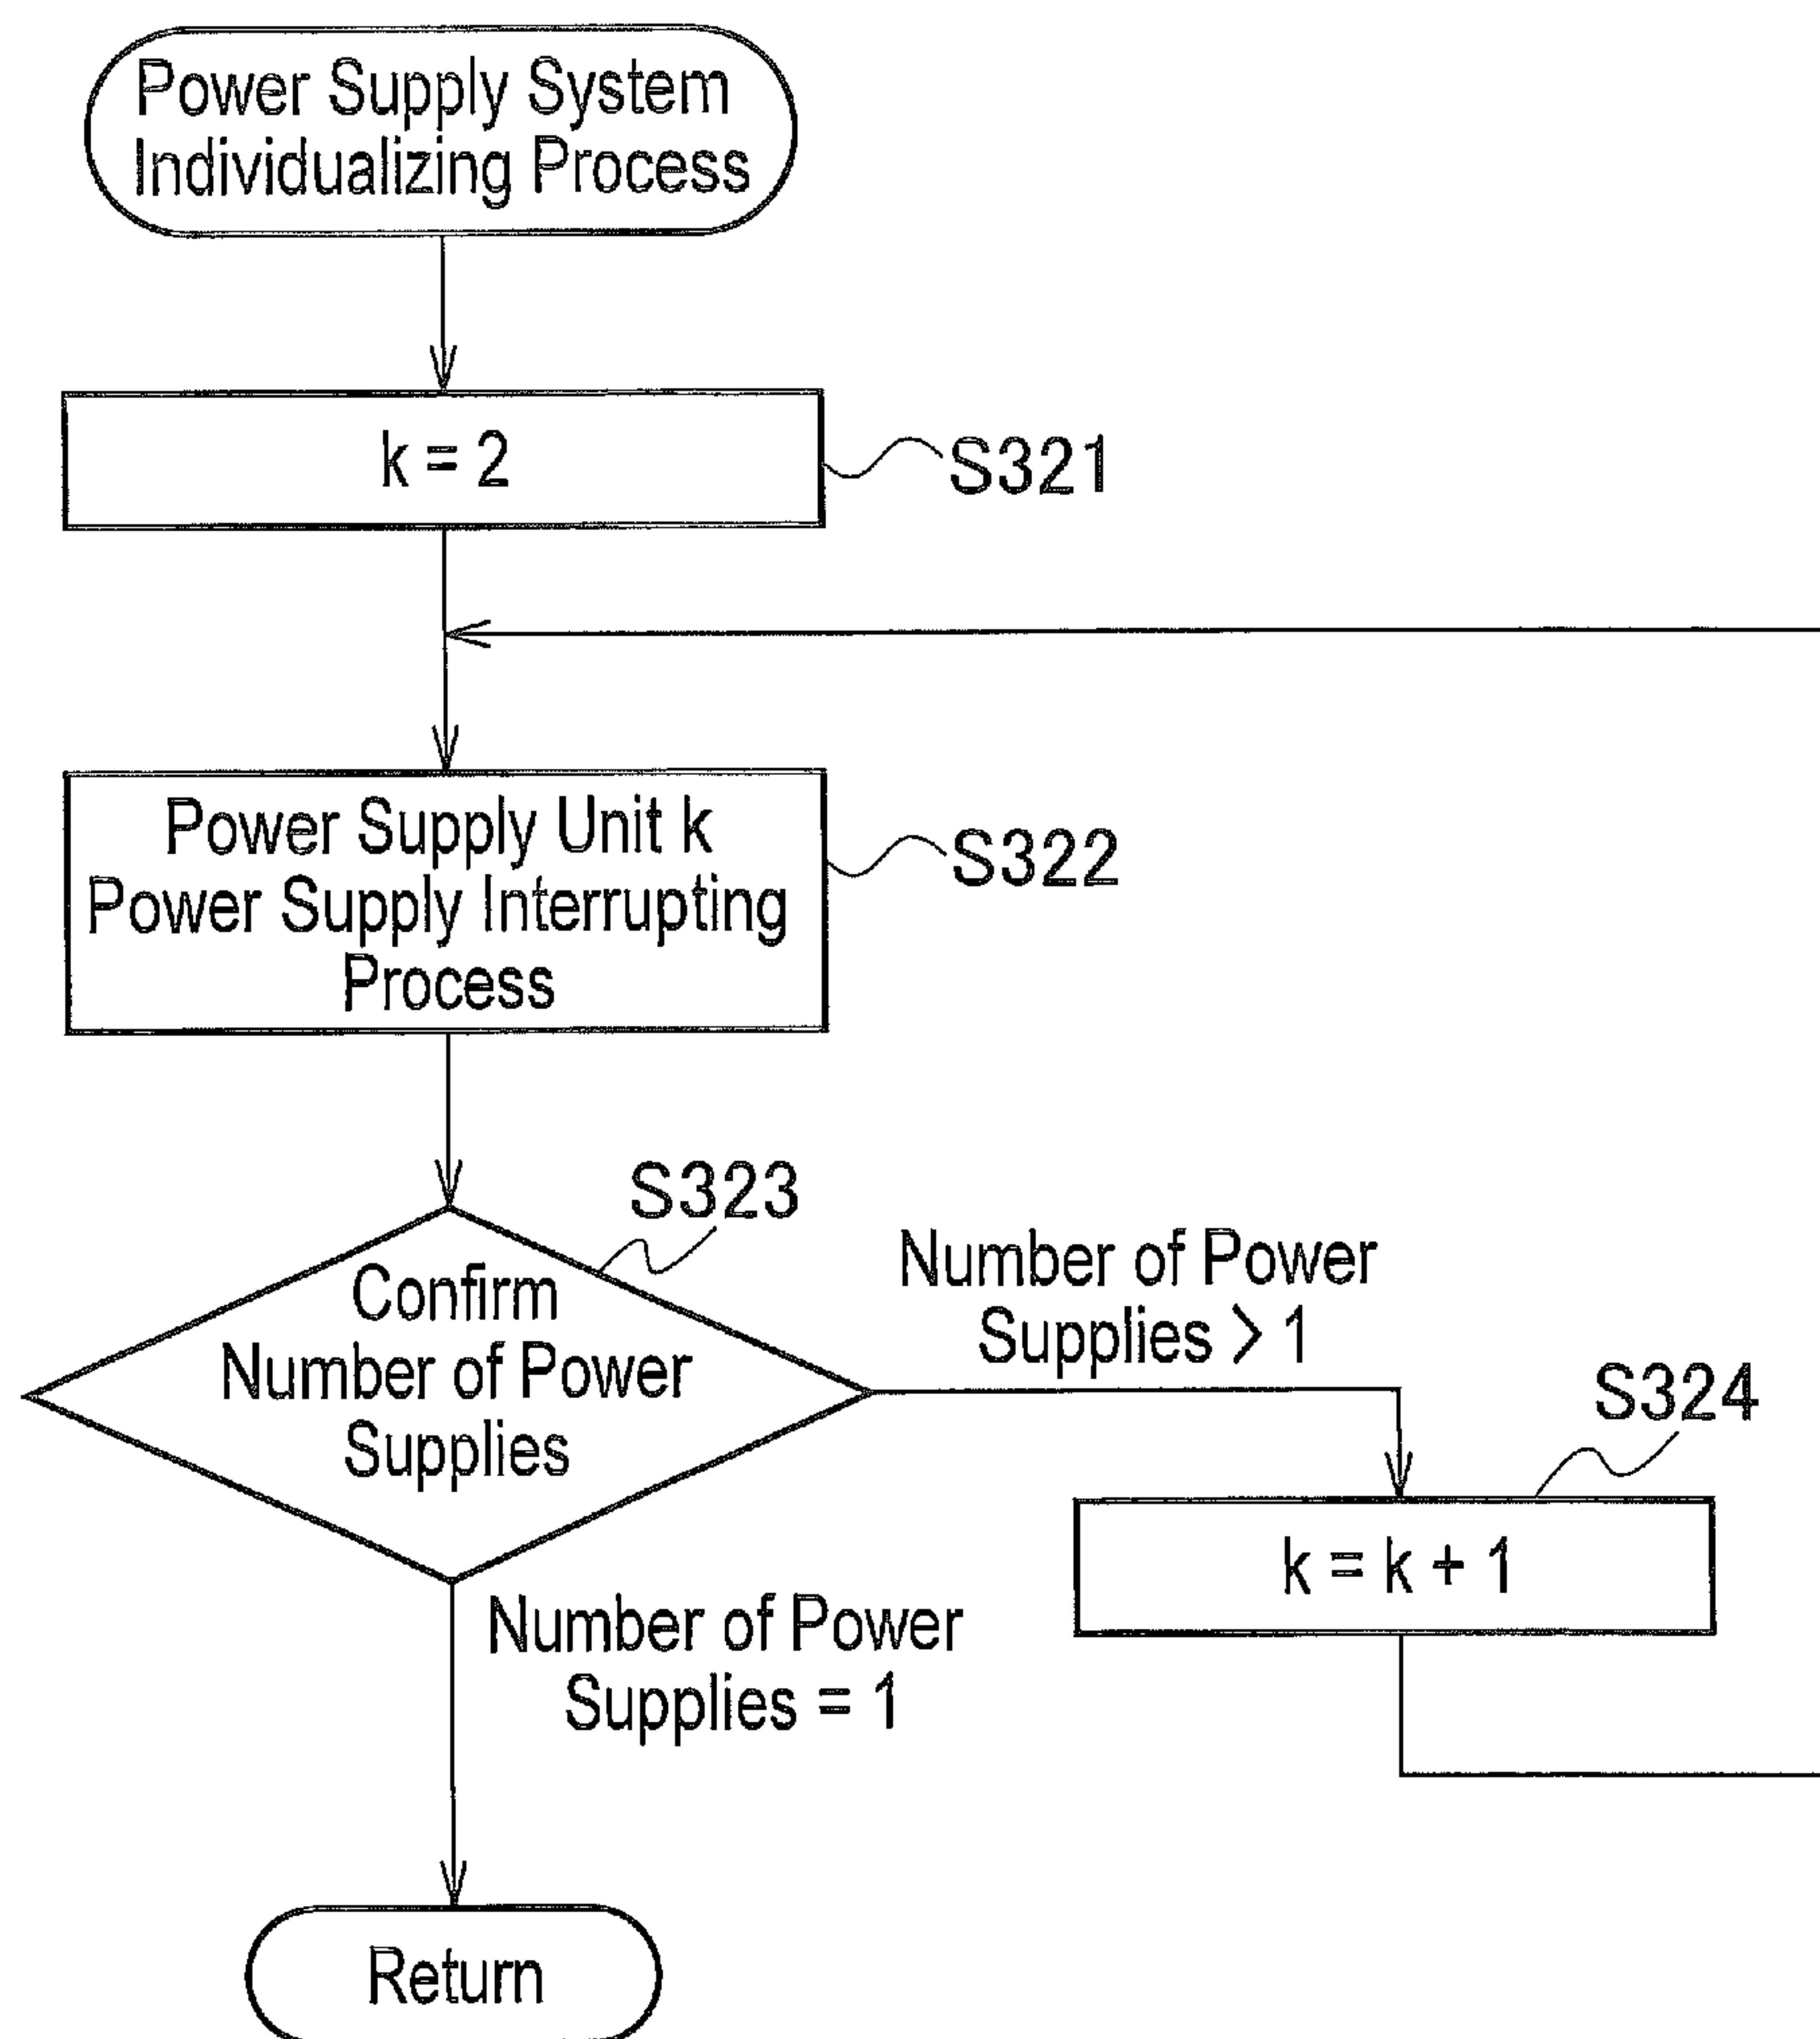 Power Supply System
Individualizing Process
k = 2
S321
Power Supply Unit k
Power Supply Interrupting
Process
S322
S323
Confirm
Number of Power
Supplies
Number of Power
Supplies > 1
S324
k = k + 1
Number of Power
Supplies = 1
Return